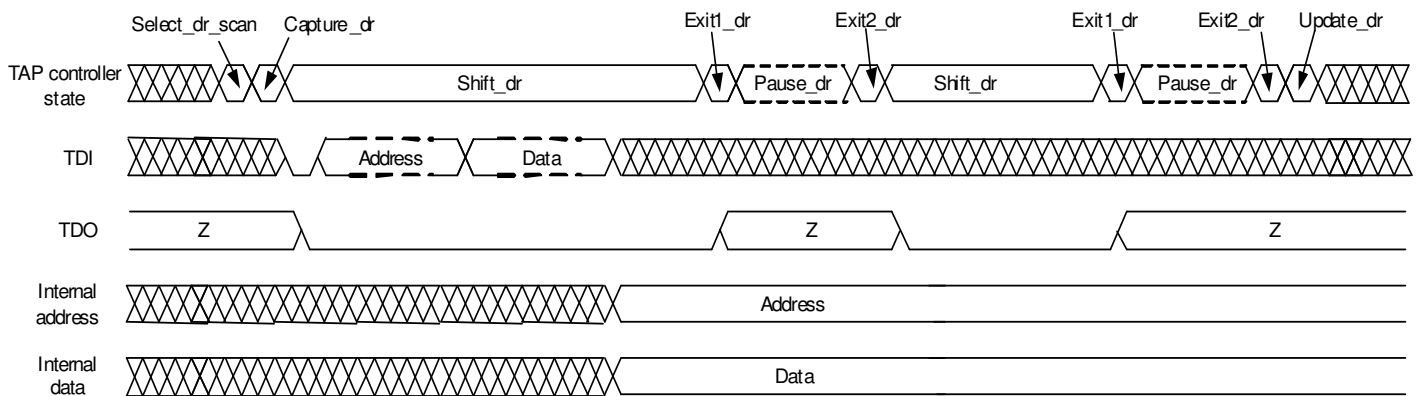 Select_dr_scan Capture_dr Exit1_dr Exit2_dr Exit1_dr Exit2_dr Update_dr
TAP controller
state
Shift_dr Pause_dr Shift_dr Pause_dr
TDI Address Data
TDO Z Z Z
Internal
address
Address
Internal
data
Data